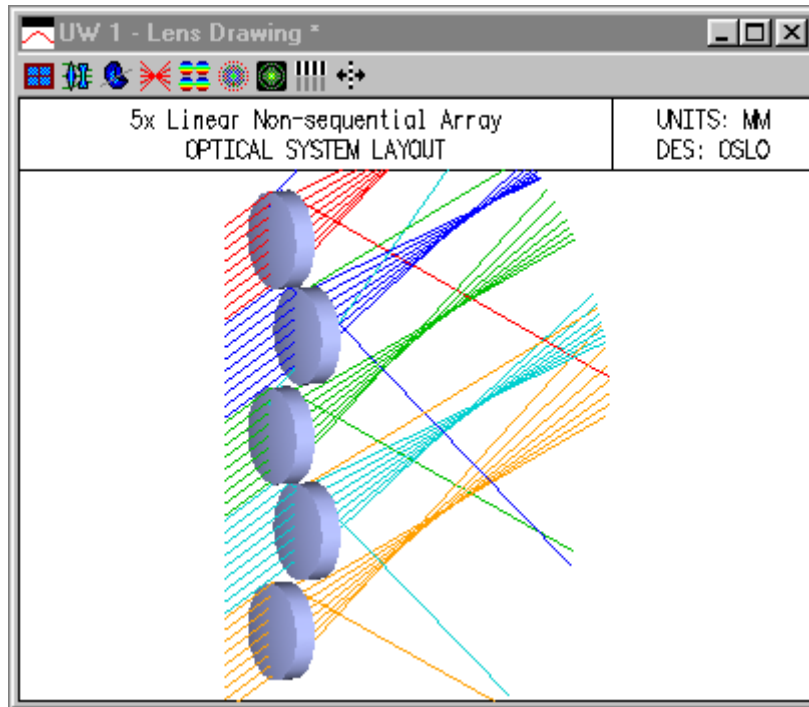 UW 1 - Lens Drawing *
5x Linear Non-sequential Array
OPTICAL SYSTEM LAYOUT
UNITS: MM
DES: OSLO